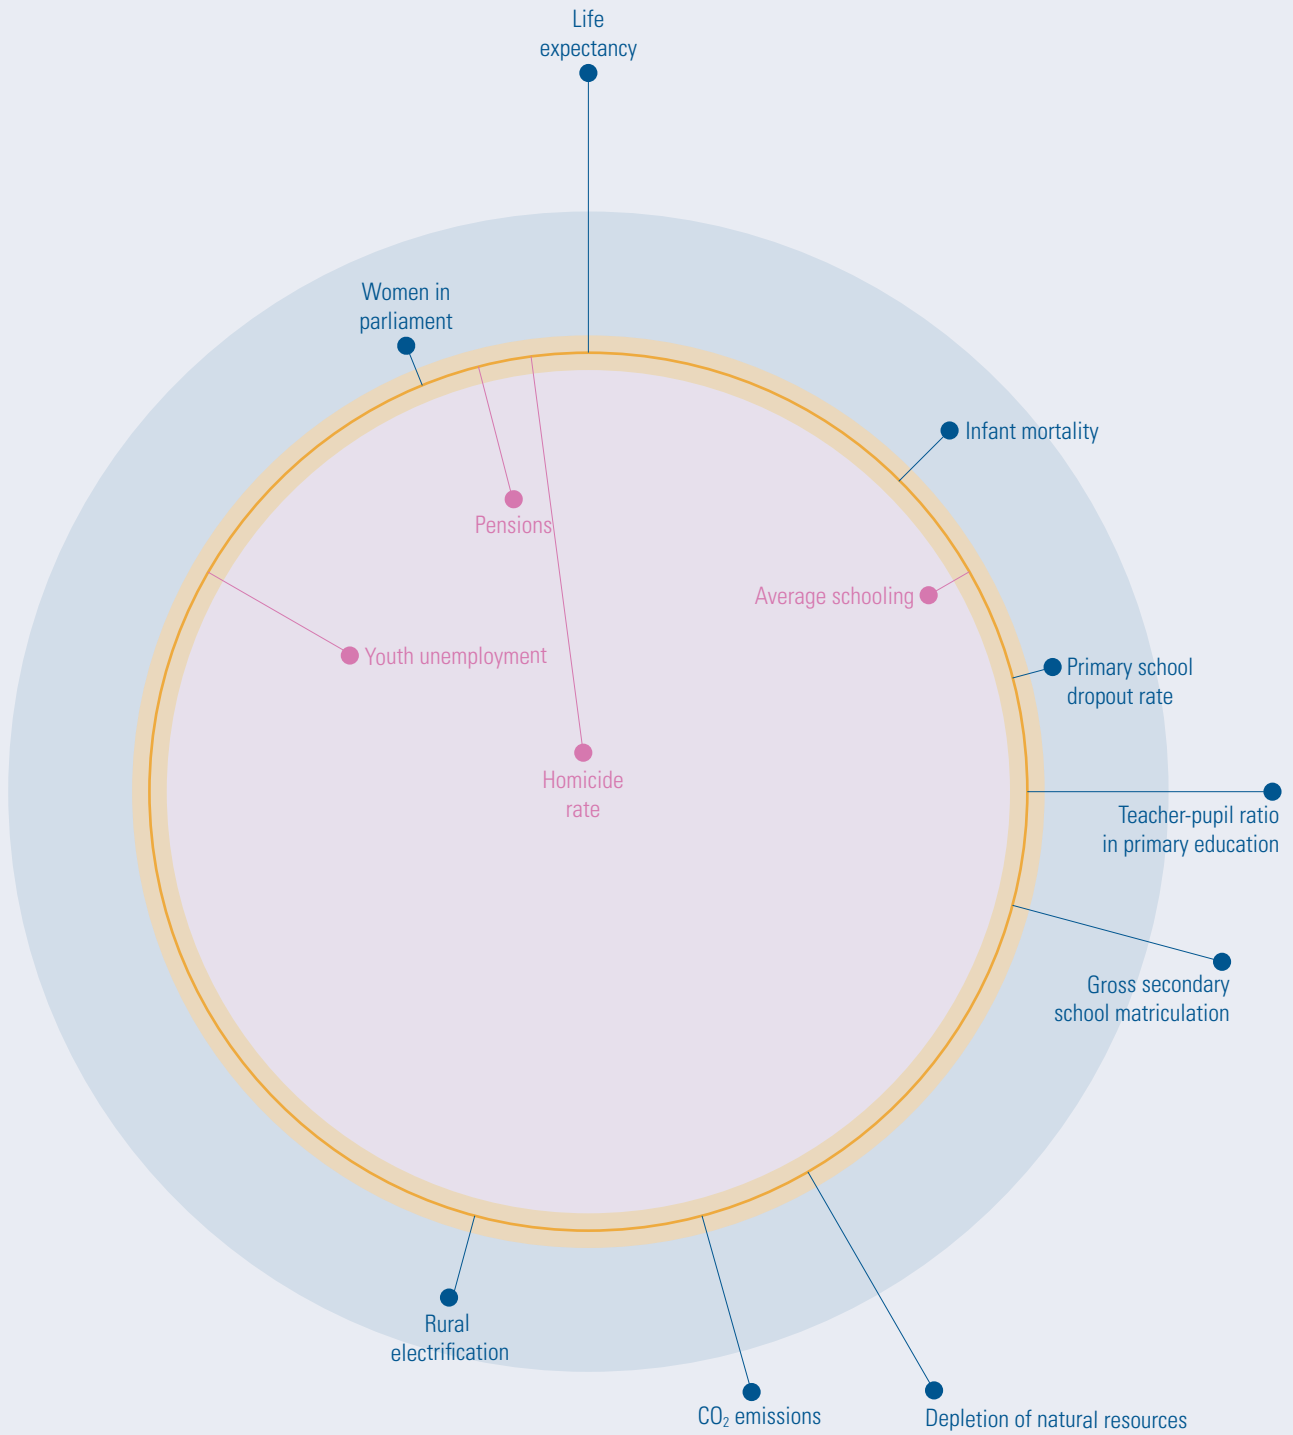 Life
expectancy
Women in
parliament
Infant mortality
Pensions
Average schooling
Youth unemployment
Primary school
dropout rate
Homicide
rate
Teacher-pupil ratio
in primary education
Gross secondary
school matriculation
Rural
electrification
CO₂ emissions
Depletion of natural resources